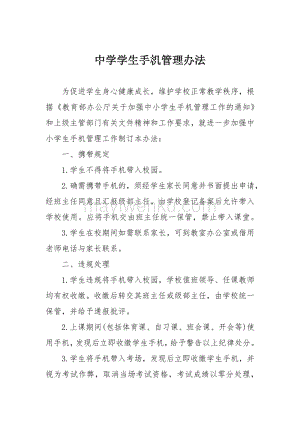 中学学生手机管理办法
为促进学生身心健康成长，维护学校正常教学秩序，根
据《教育部办公厅关于加强中小学生手机管理工作的通知》
和上级主管部门有关文件精神和工作要求，就进一步加强中
小学生手机管理工作制订本办法：
一、携带规定
1.学生不得将手机带入校园。
2.确需携手机的，须经学生家长同意并书面提出申请，
经班主任同意且汇报级部主任，由学校登记备案后允许带入
学校使用。应将手机交由班主任统一保管，禁止带入课堂。
3.学生在校期间如需联系家长，可到教室办公室或借用
老师电话与家长联系。
二、违规处理
1.学生违规将手机带入校园，学校值班领导、任课教师
均有权收缴。收缴后转交其班主任或级部主任，由学校统一
保管，并给予通报批评。
2.上课期间(包括体育课、自习课、班会课、开会等)使
用手机，发现后立即收缴学生手机，给予警告以上纪律处分。
3.学生将手机带入考场，发现后立即收缴学生手机，并
视为考试作弊，取消当场考试资格，考试成绩以零分处理，